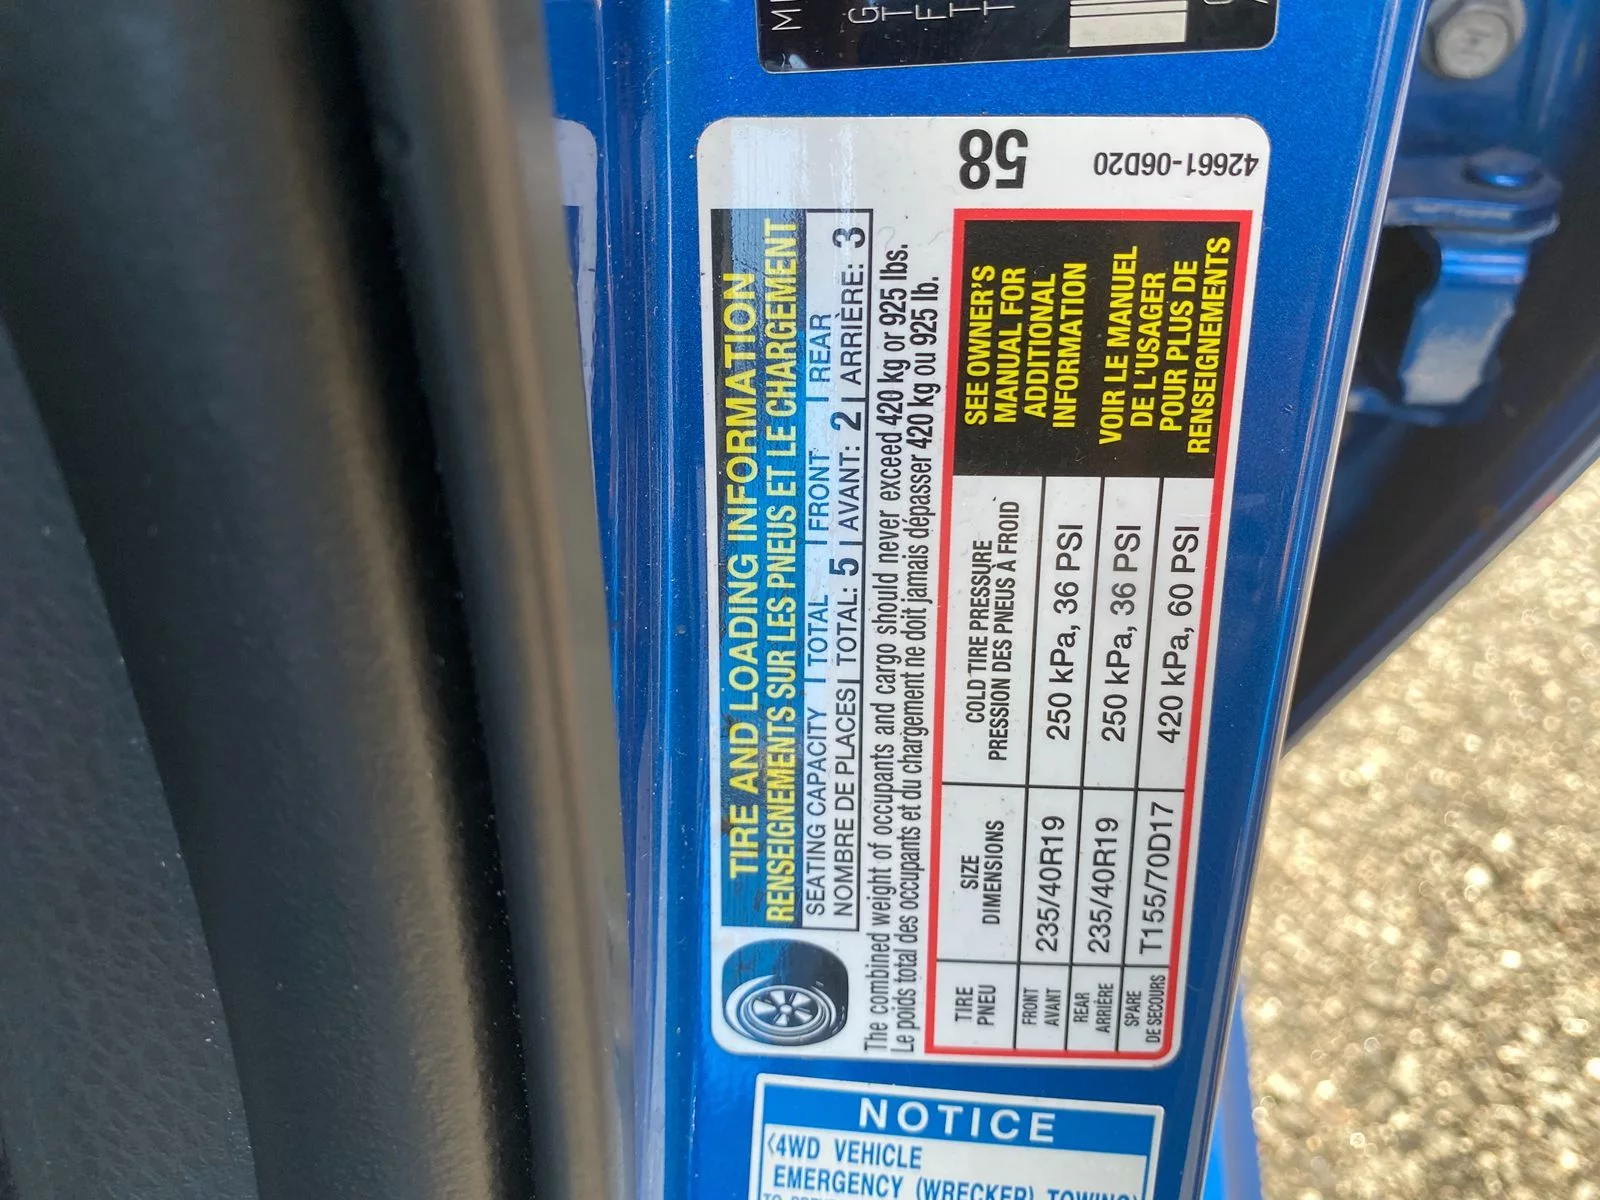 58
42661-06D20
TIRE AND LOADING INFORMATION
RENSEIGNEMENTS SUR LES PNEUS ET LE CHARGEMENT
SEATING CAPACITY | TOTAL | FRONT | REAR
NOMBRE DE PLACES| TOTAL: 5 | AVANT: 2 | ARRIÈRE: 3
The combined weight of occupants and cargo should never exceed 420 kg or 925 lbs.
Le poids total des occupants et du chargement ne doit jamais dépasser 420 kg ou 925 lb.
TIRE SIZE COLD TIRE PRESSURE
PNEU DIMENSIONS PRESSION DES PNEUS À FROID
FRONT
AVANT 235/40R19 250 kPa, 36 PSI
REAR
ARRIÈRE 235/40R19 250 kPa, 36 PSI
SPARE
DE SECOURS T155/70D17 420 kPa, 60 PSI
SEE OWNER'S
MANUAL FOR
ADDITIONAL
INFORMATION
VOIR LE MANUEL
DE L'USAGER
POUR PLUS DE
RENSEIGNEMENTS
NOTICE
<4WD VEHICLE
EMERGENCY (WRECKER) TOWING>